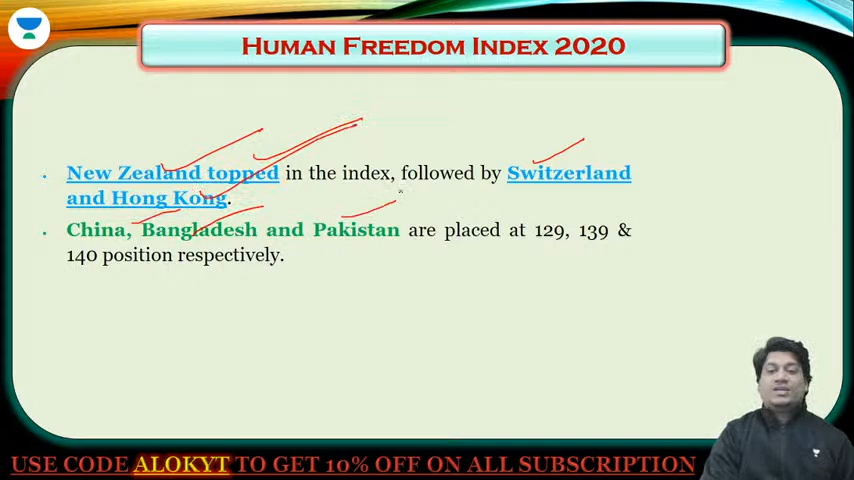 HUMAN FREEDOM INDEX 2020
• New Zealand topped in the index, followed by Switzerland
and Hong Kong.
• China, Bangladesh and Pakistan are placed at 129, 139 &
140 position respectively.
USE CODE ALOKYT TO GET 10% OFF ON ALL SUBSCRIPTION